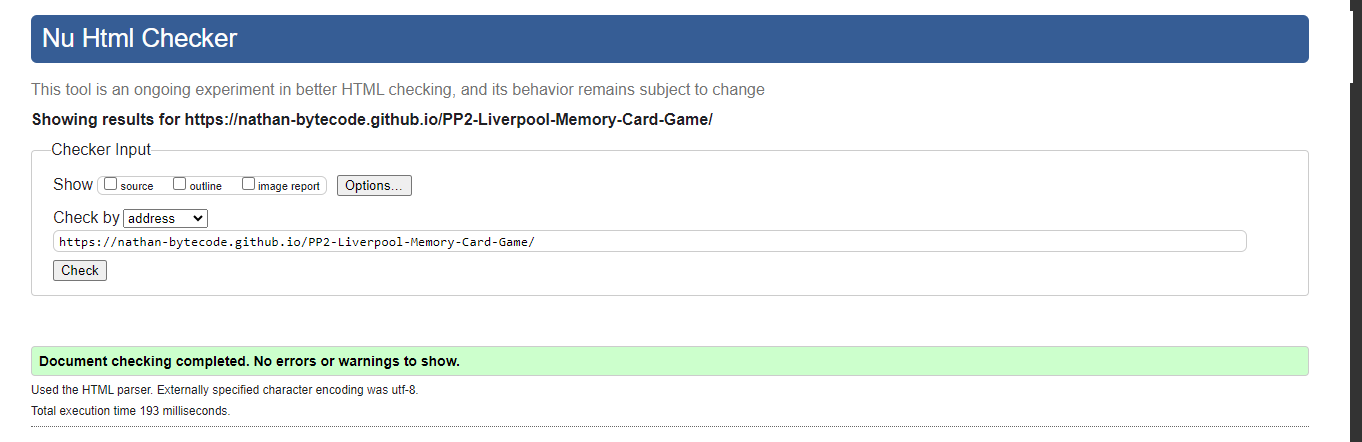 Nu Html Checker
This tool is an ongoing experiment in better HTML checking, and its behavior remains subject to change
Showing results for https://nathan-bytecode.github.io/PP2-Liverpool-Memory-Card-Game/
Checker Input
Show source outline image report Options...
Check by address
https://nathan-bytecode.github.io/PP2-Liverpool-Memory-Card-Game/
Check
Document checking completed. No errors or warnings to show.
Used the HTML parser. Externally specified character encoding was utf-8.
Total execution time 193 milliseconds.